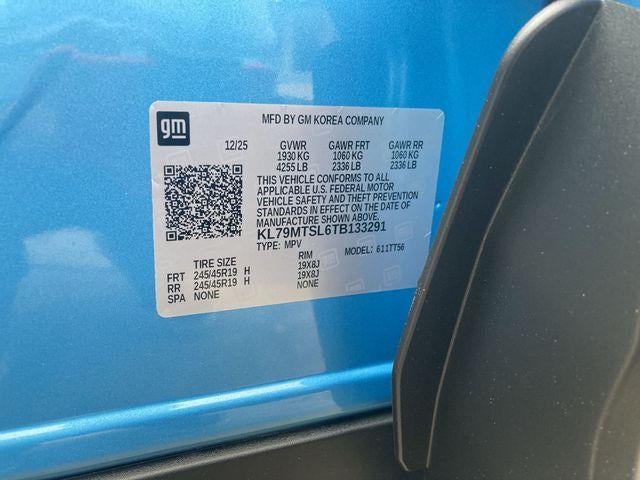 gm
MFD BY GM KOREA COMPANY
12/25 GVWR GAWR FRT GAWR RR
1930 KG 1060 KG 1060 KG
4255 LB 2336 LB 2336 LB
THIS VEHICLE CONFORMS TO ALL
APPLICABLE U.S. FEDERAL MOTOR
VEHICLE SAFETY AND THEFT PREVENTION
STANDARDS IN EFFECT ON THE DATE OF
MANUFACTURE SHOWN ABOVE.
KL79MTSL6TB133291
TYPE: MPV MODEL: 611TT56
TIRE SIZE RIM
FRT 245/45R19 H 19X8J
RR 245/45R19 H 19X8J
SPA NONE NONE